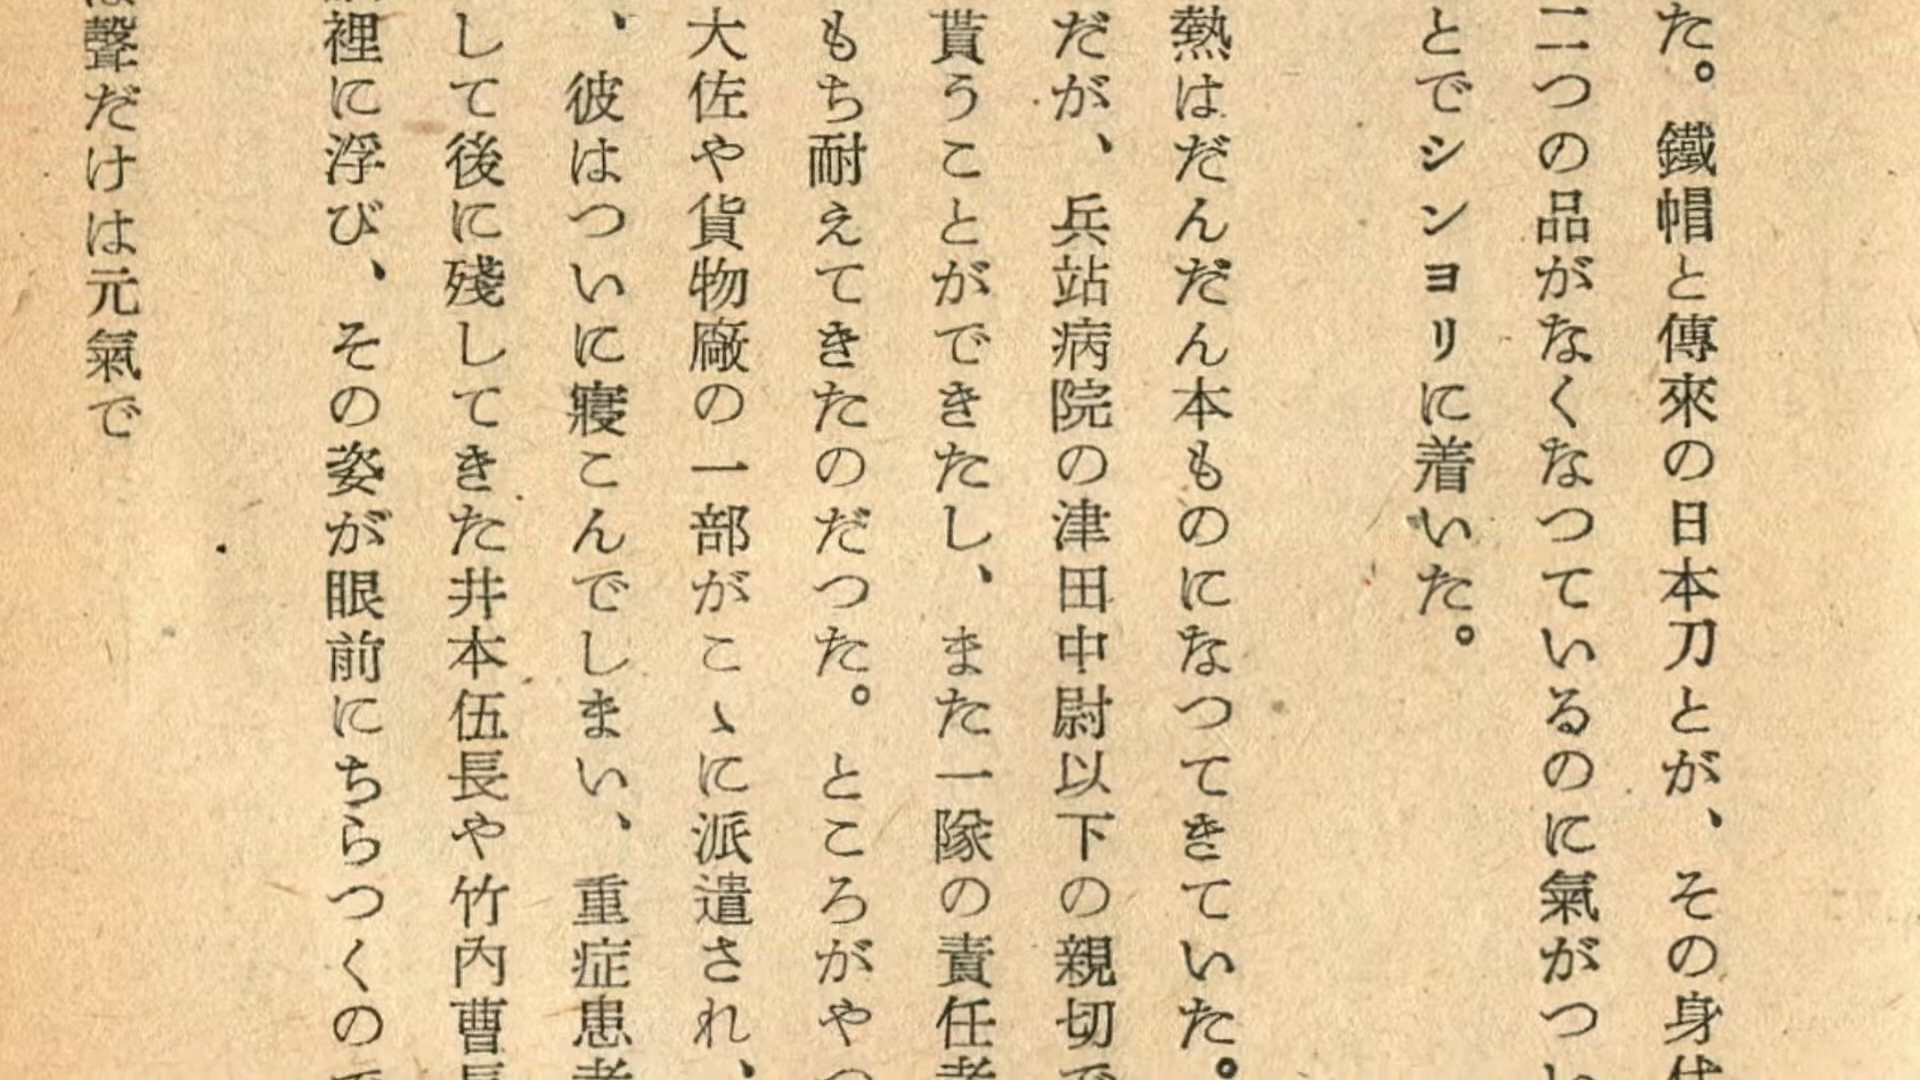 た。鐵帽と傳來の日本刀とが、その身
二つの品がなくなつているのに氣がつ
とでシンヨリに着いた。
熱はだんだん本ものになつてきていた。
だが、兵站病院の津田中尉以下の親切で
貰うことができたし、また一隊の責任者
もち耐えてきたのだつた。ところがやつ
大佐や貨物廠の一部がこゝに派遣され、
、彼はついに寢こんでしまい、重症患者
して後に殘してきた井本伍長や竹內曹長
裡に浮び、その姿が眼前にちらつくので
聲だけは元氣で